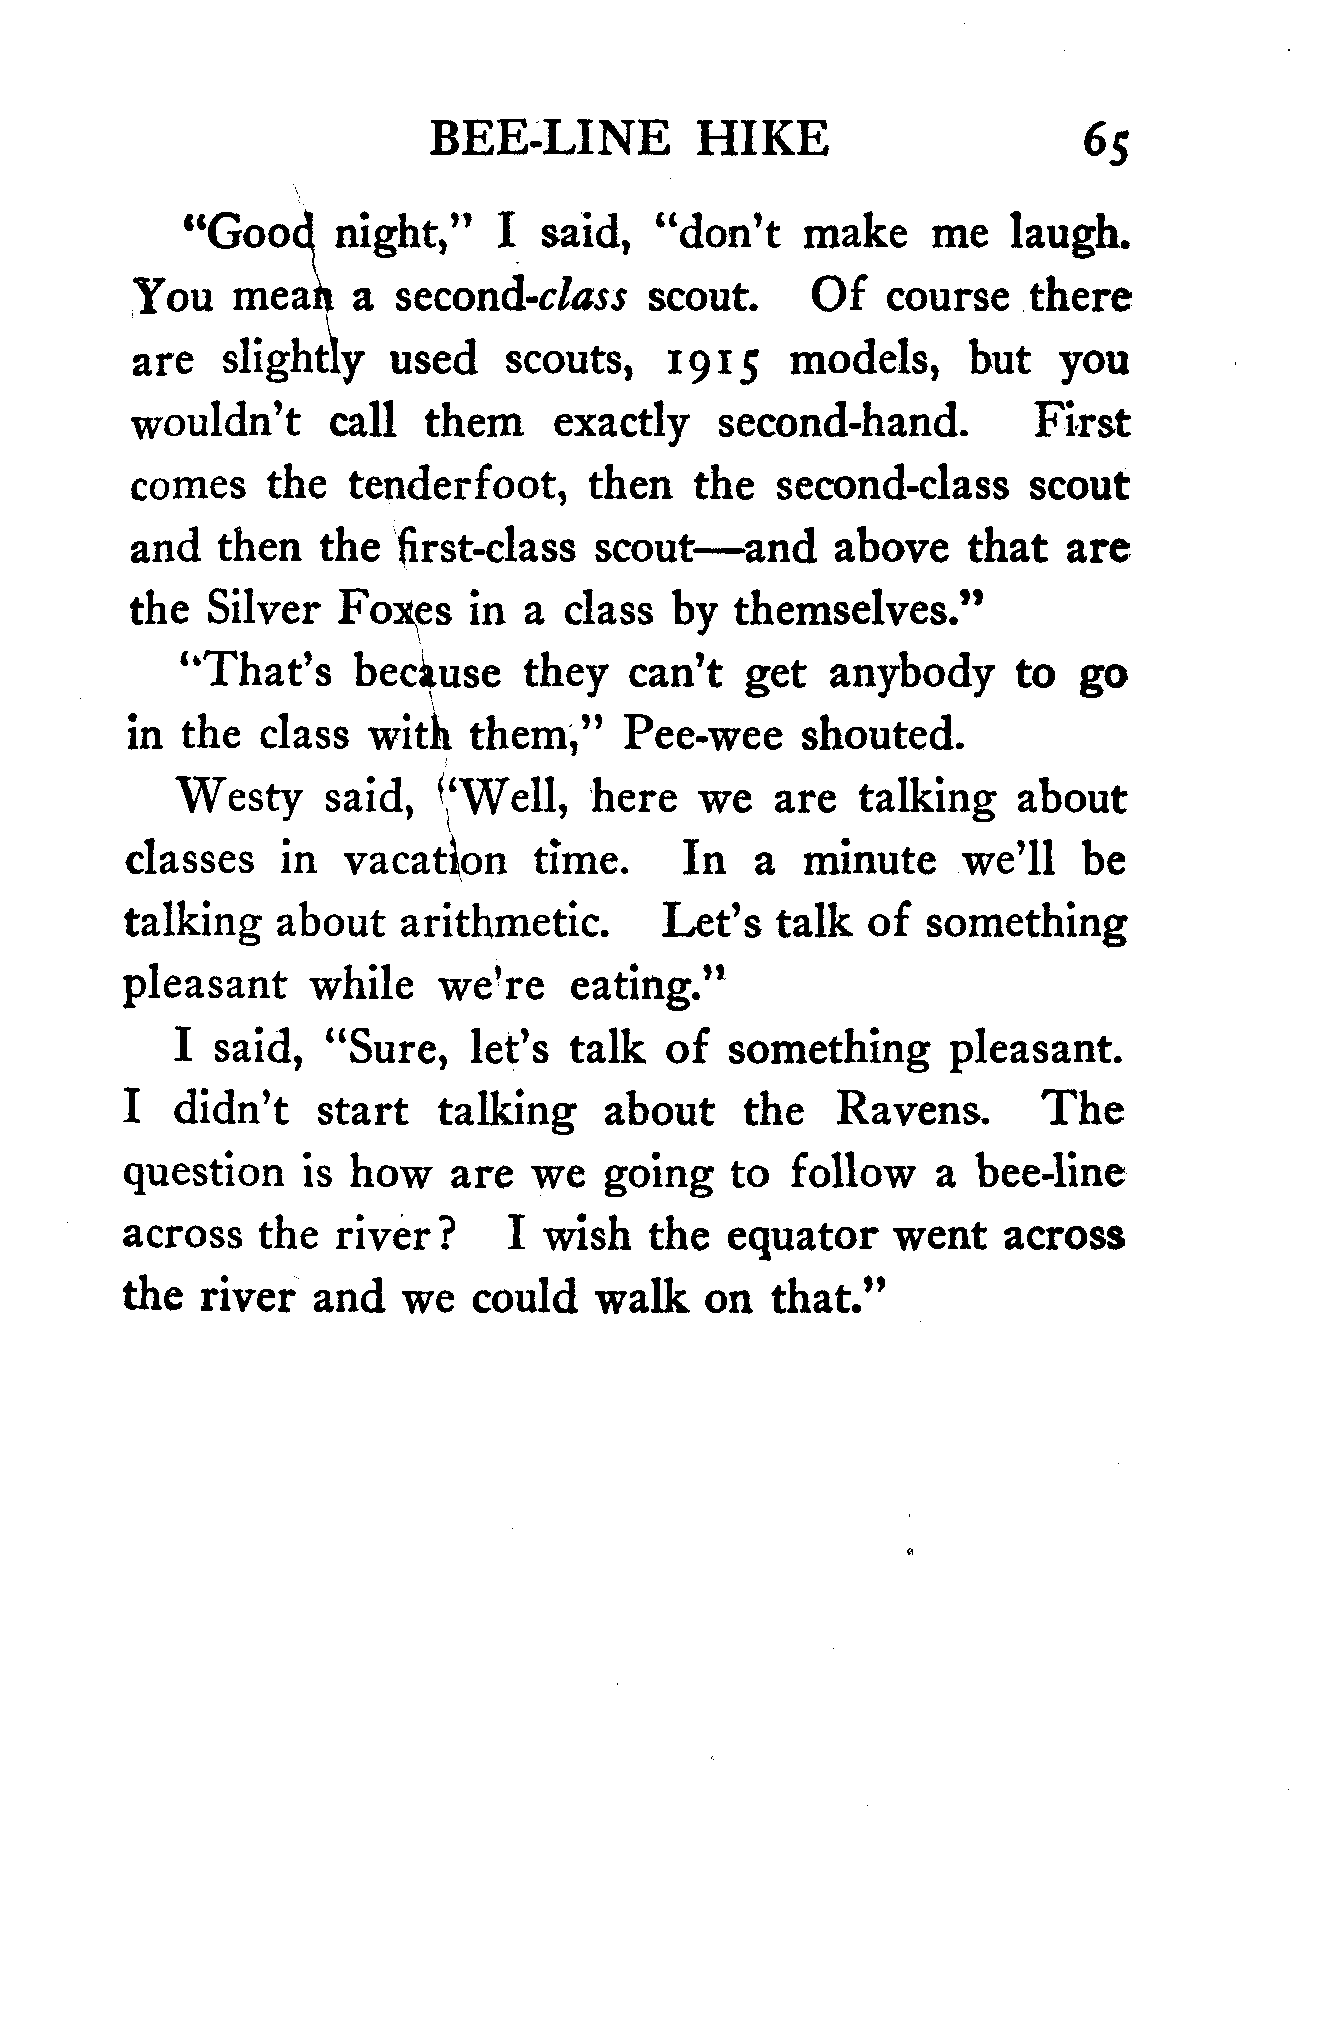 BEE-LINE HIKE 65
"Good night," I said, "don't make me laugh.
You mean a second-class scout. Of course there
are slightly used scouts, 1915 models, but you
wouldn't call them exactly second-hand. First
comes the tenderfoot, then the second-class scout
and then the first-class scout—and above that are
the Silver Foxes in a class by themselves."
"That's because they can't get anybody to go
in the class with them," Pee-wee shouted.
Westy said, "Well, here we are talking about
classes in vacation time. In a minute we'll be
talking about arithmetic. Let's talk of something
pleasant while we're eating."
I said, "Sure, let's talk of something pleasant.
I didn't start talking about the Ravens. The
question is how are we going to follow a bee-line
across the river? I wish the equator went across
the river and we could walk on that."